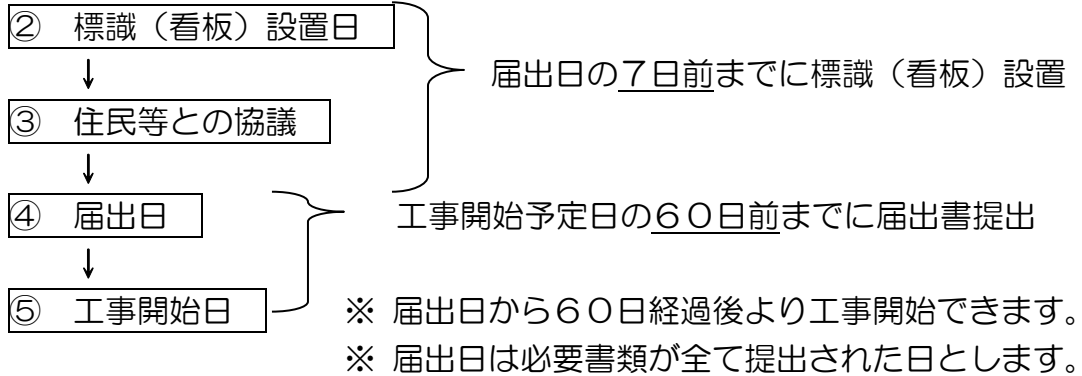 ② 標識（看板）設置日
届出日の７日前までに標識（看板）設置
↓
③ 住民等との協議
↓
④ 届出日
工事開始予定日の６０日前までに届出書提出
↓
⑤ 工事開始日
※ 届出日から６０日経過後より工事開始できます。
※ 届出日は必要書類が全て提出された日とします。